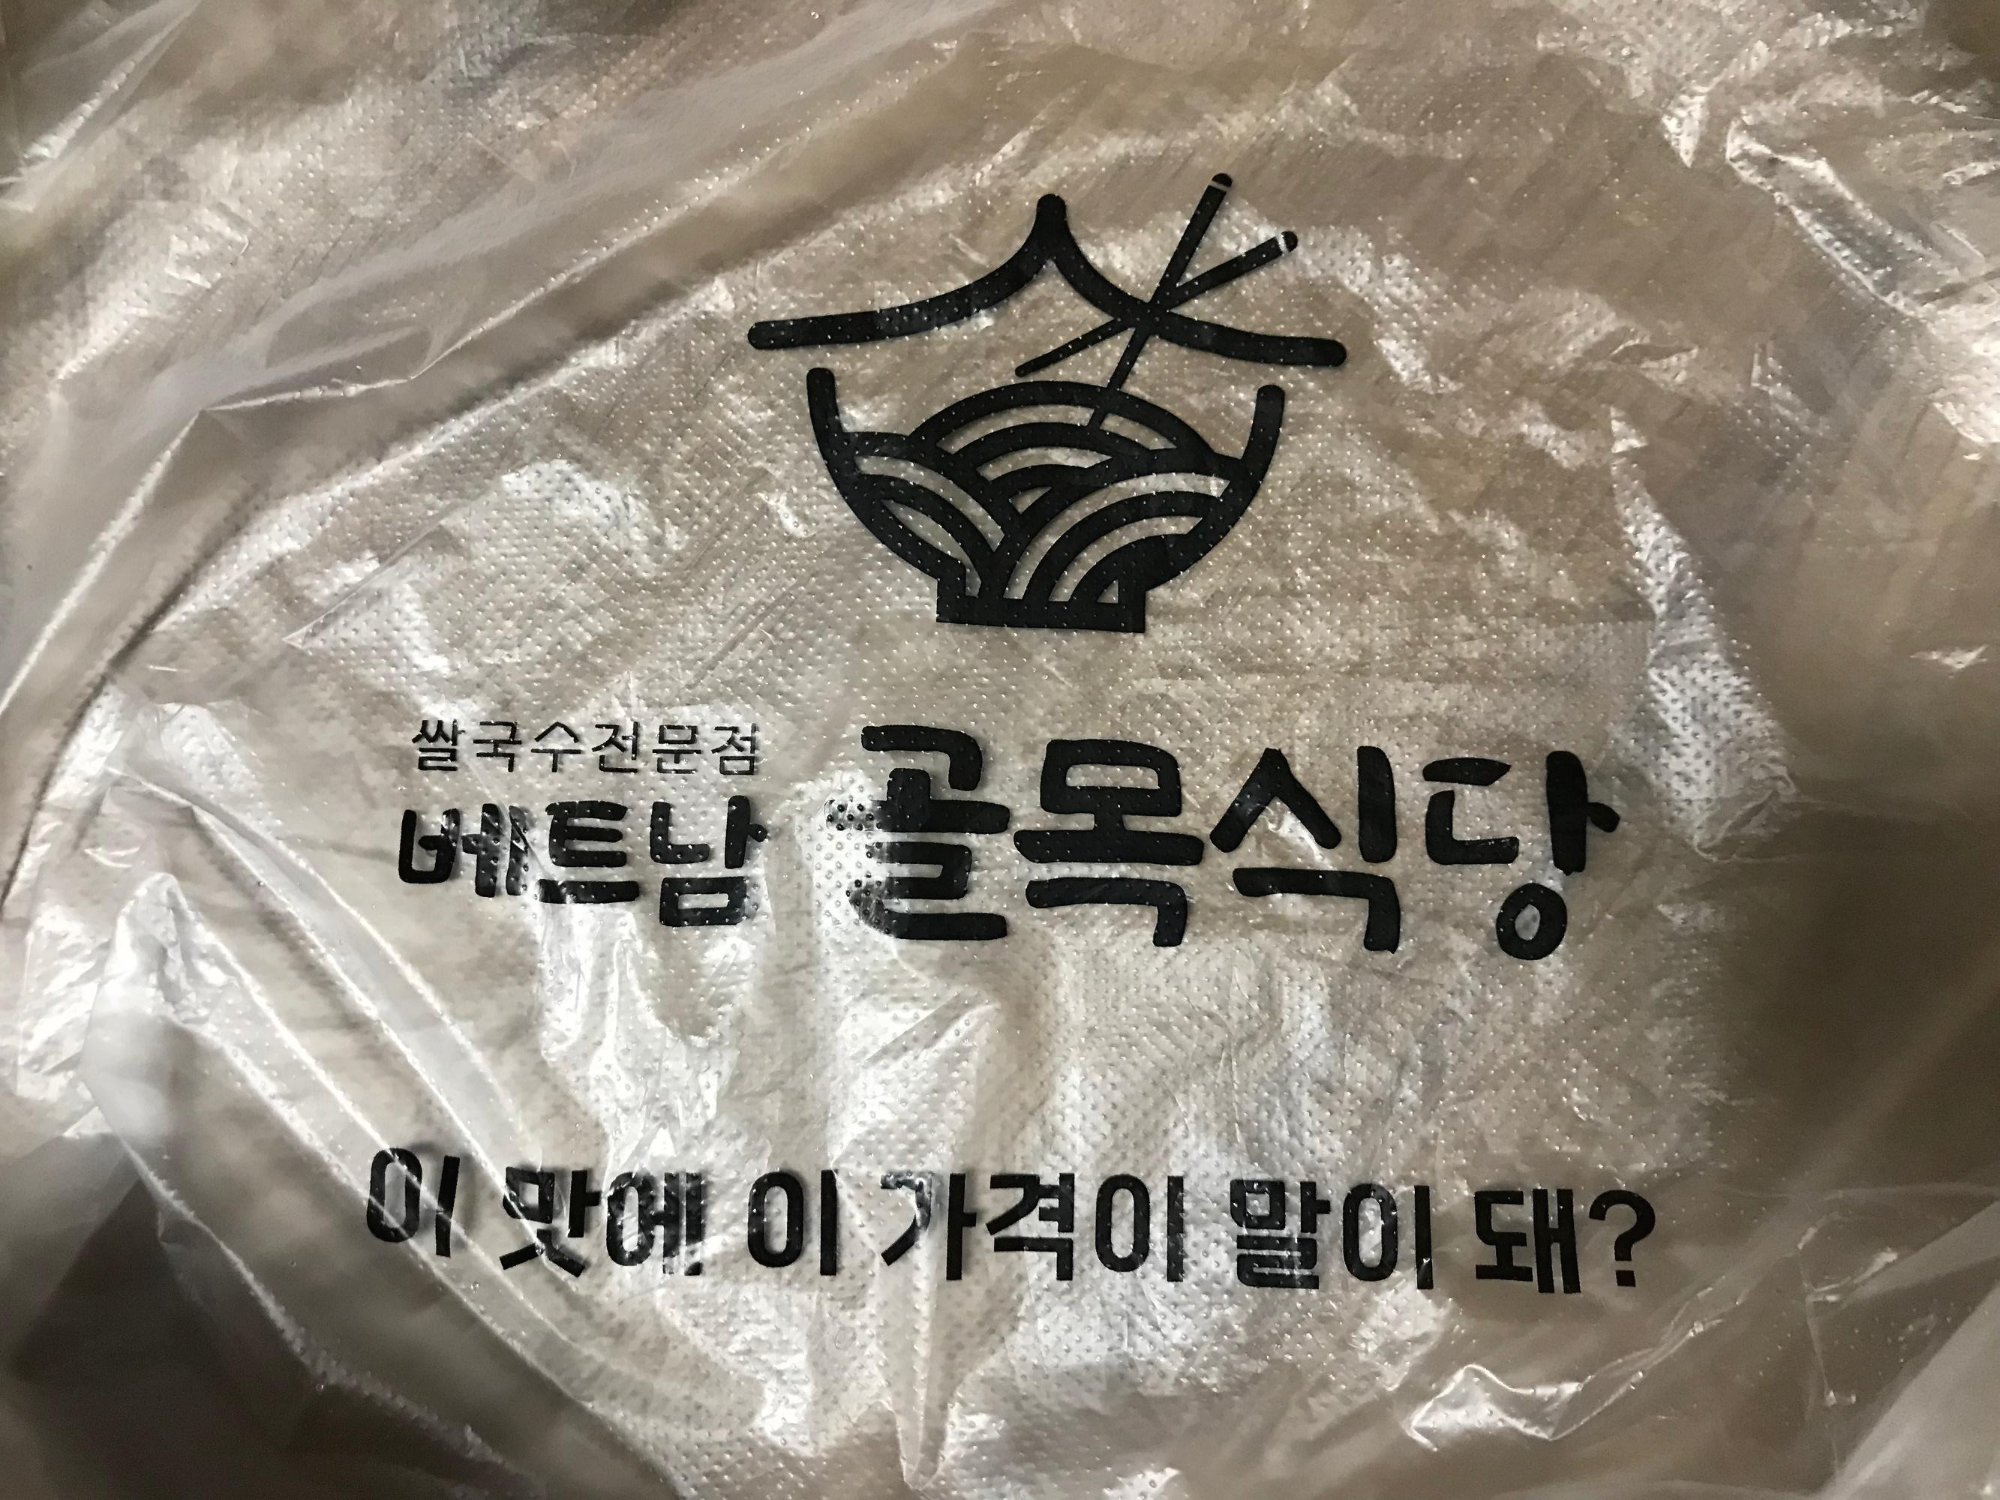 쌀국수전문점
베트남 골목식당
이 맛에 이 가격이 말이 돼?